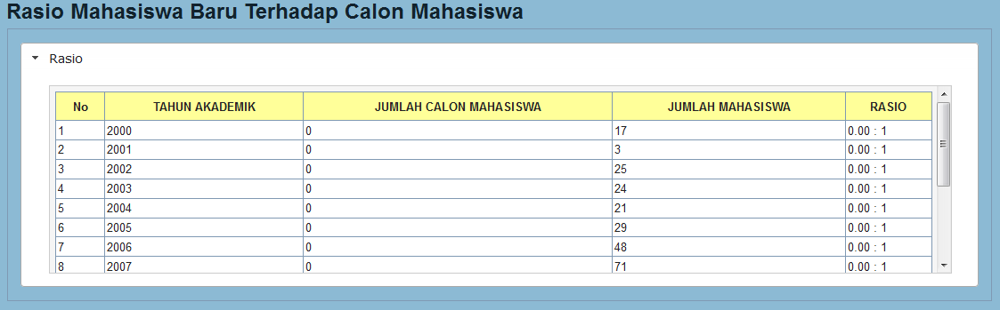 Rasio Mahasiswa Baru Terhadap Calon Mahasiswa
Rasio
No TAHUN AKADEMIK JUMLAH CALON MAHASISWA JUMLAH MAHASISWA RASIO
1 2000 0 17 0.00 : 1
2 2001 0 3 0.00 : 1
3 2002 0 25 0.00 : 1
4 2003 0 24 0.00 : 1
5 2004 0 21 0.00 : 1
6 2005 0 29 0.00 : 1
7 2006 0 48 0.00 : 1
8 2007 0 71 0.00 : 1